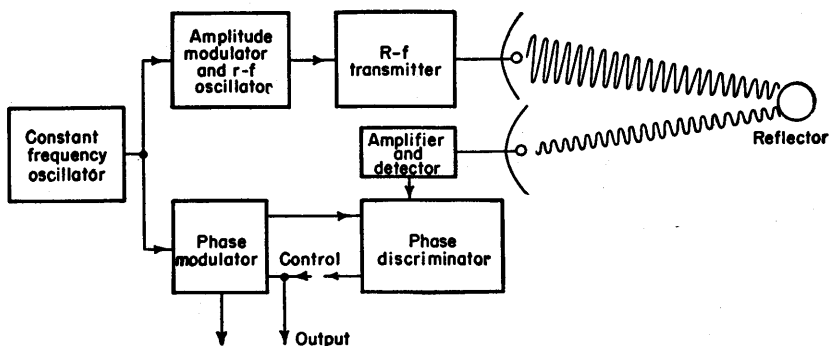 Amplitude
modulator
and r-f
oscillator
R-f
transmitter
Reflector
Constant
frequency
oscillator
Amplifier
and
detector
Phase
modulator
Control
Phase
discriminator
Output